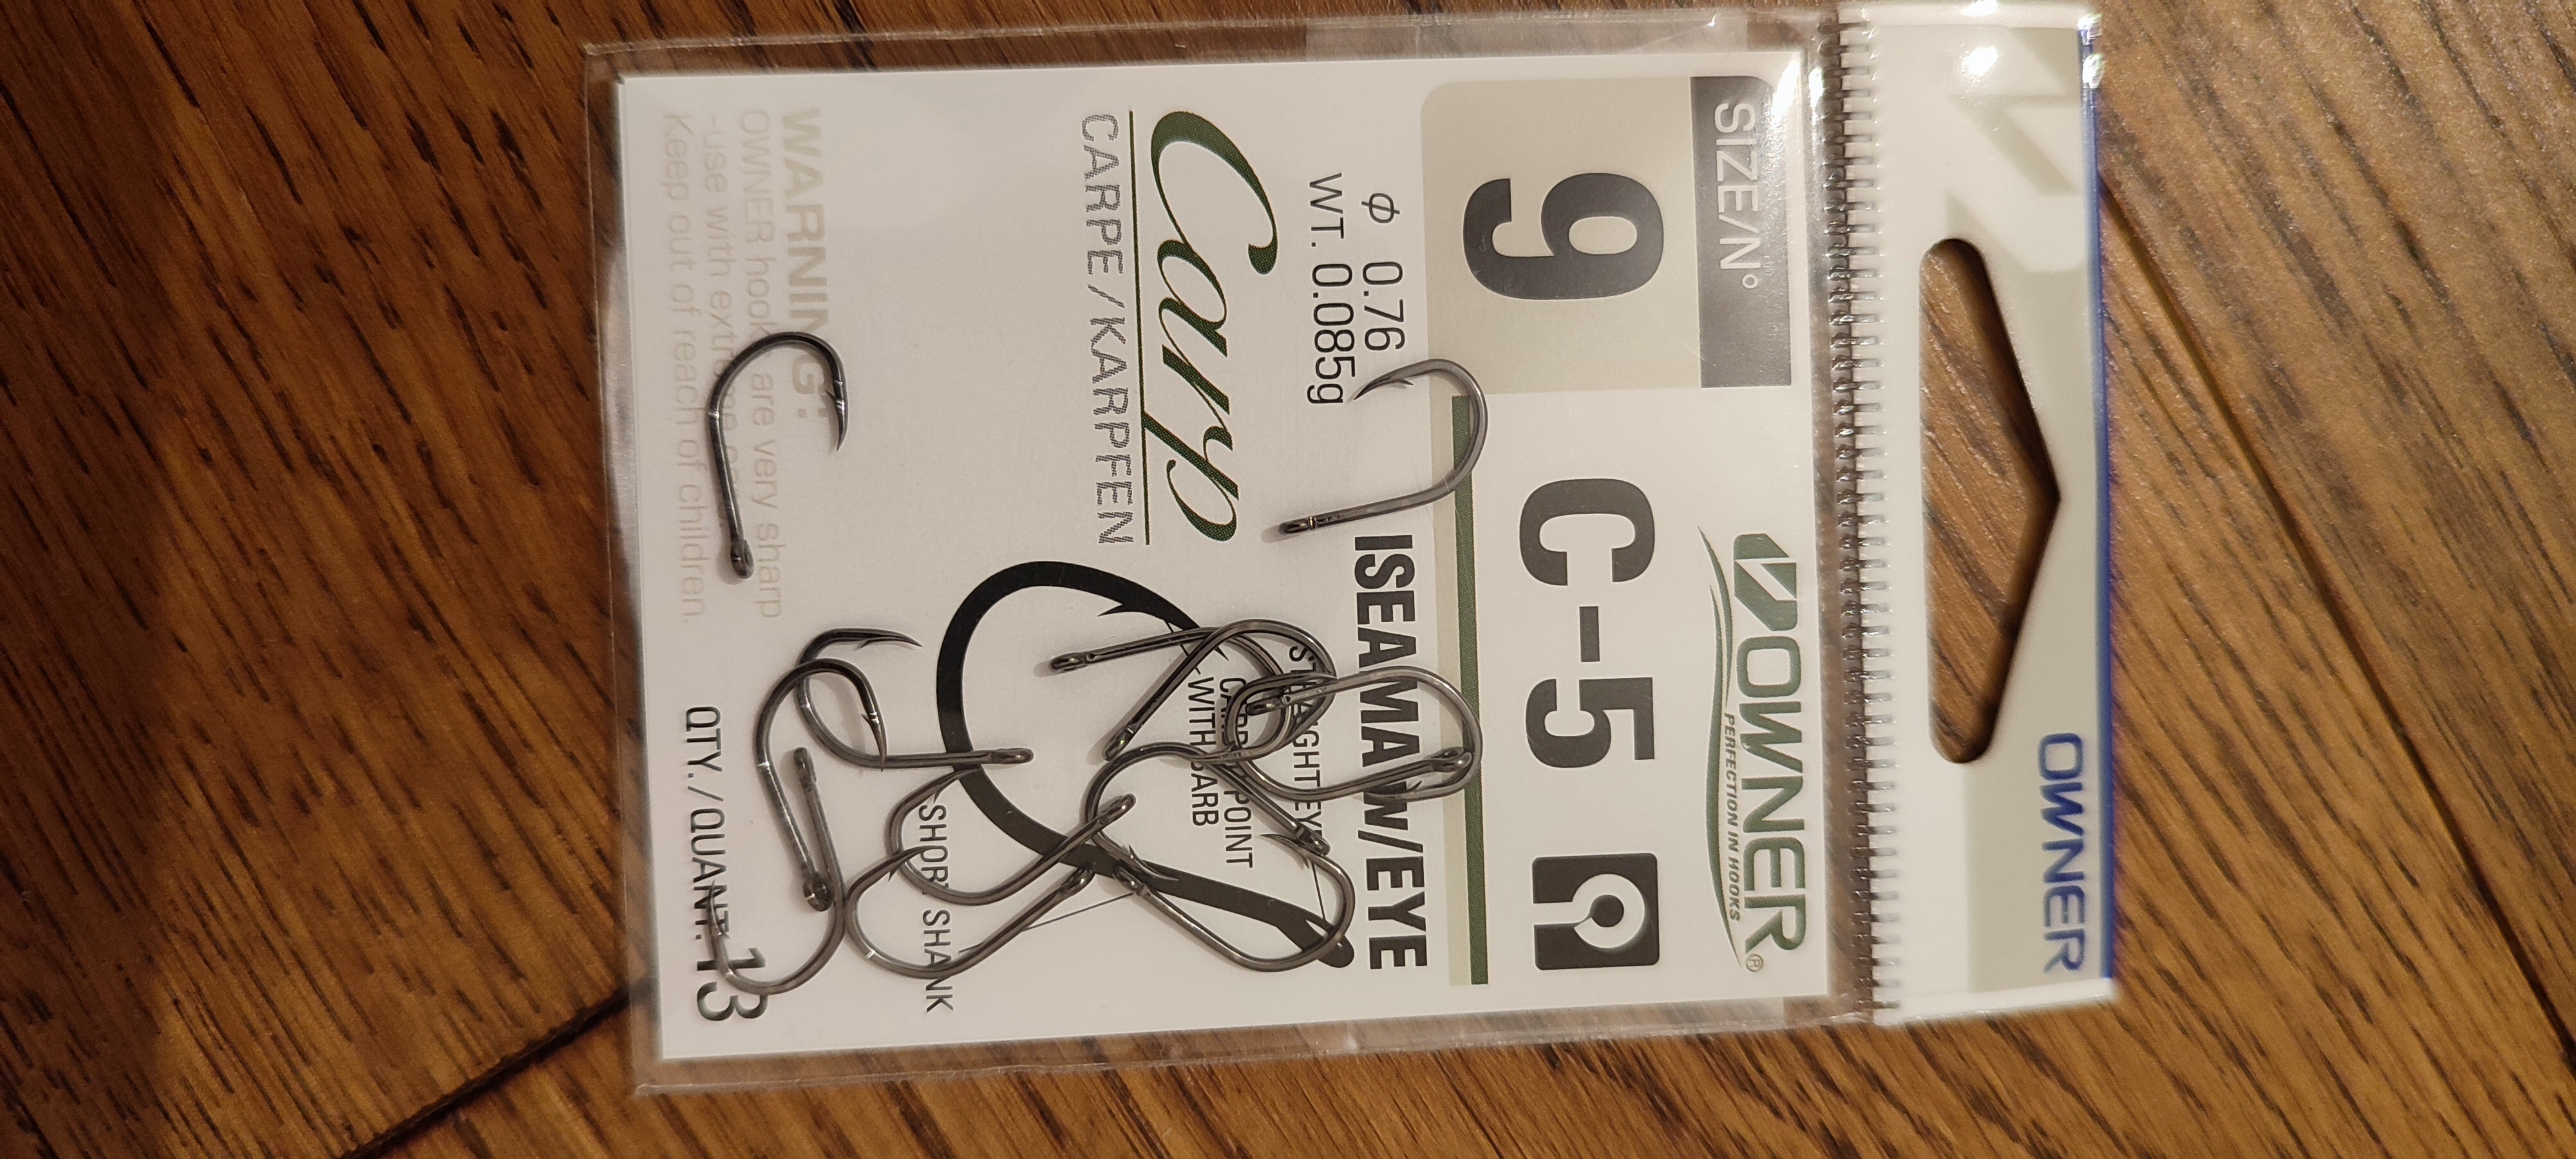 OWNER
OWNER®
PERFECTION IN HOOKS
SIZE/N°
9
C-5
ISEAMA W/EYE
φ 0.76
WT. 0.085g
STRAIGHT EYE
CARP POINT
WITH BARB
Carp
CARPE/KARPFEN
SHORT SHANK
WARNING:
OWNER hooks are very sharp
-use with extreme
Keep out of reach of children.
QTY./QUANT. 13